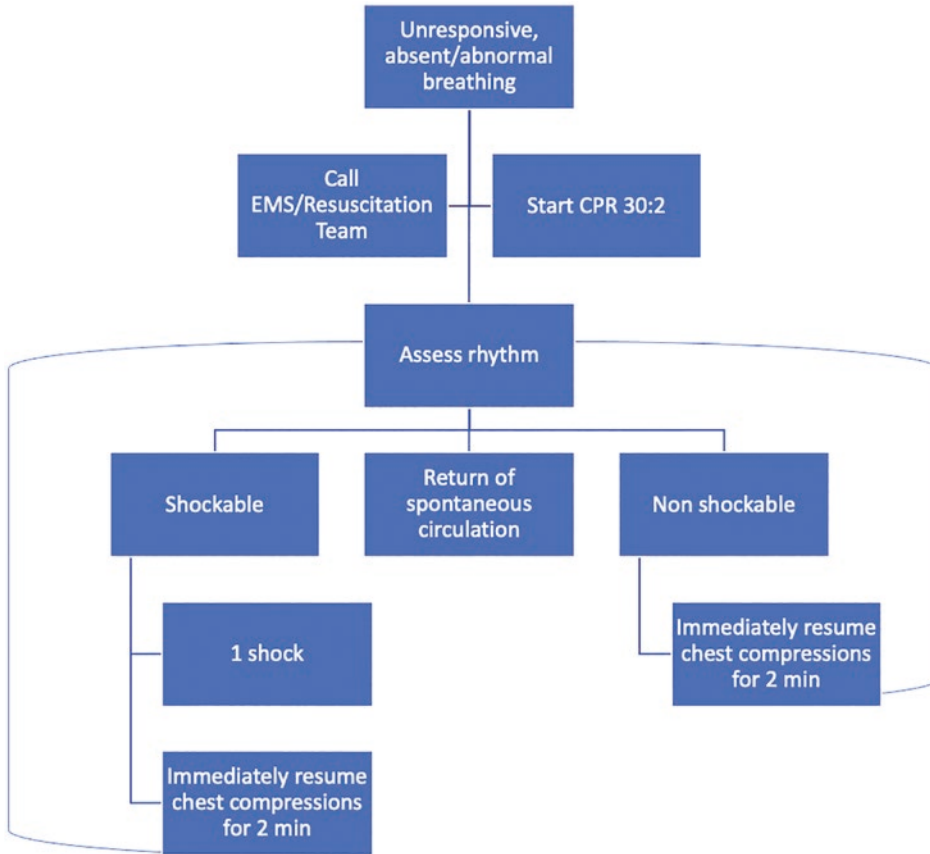 Unresponsive,
absent/abnormal
breathing
Call
EMS/Resuscitation
Team
Start CPR 30:2
Assess rhythm
Shockable
Return of
spontaneous
circulation
Non shockable
1 shock
Immediately resume
chest compressions
for 2 min
Immediately resume
chest compressions
for 2 min